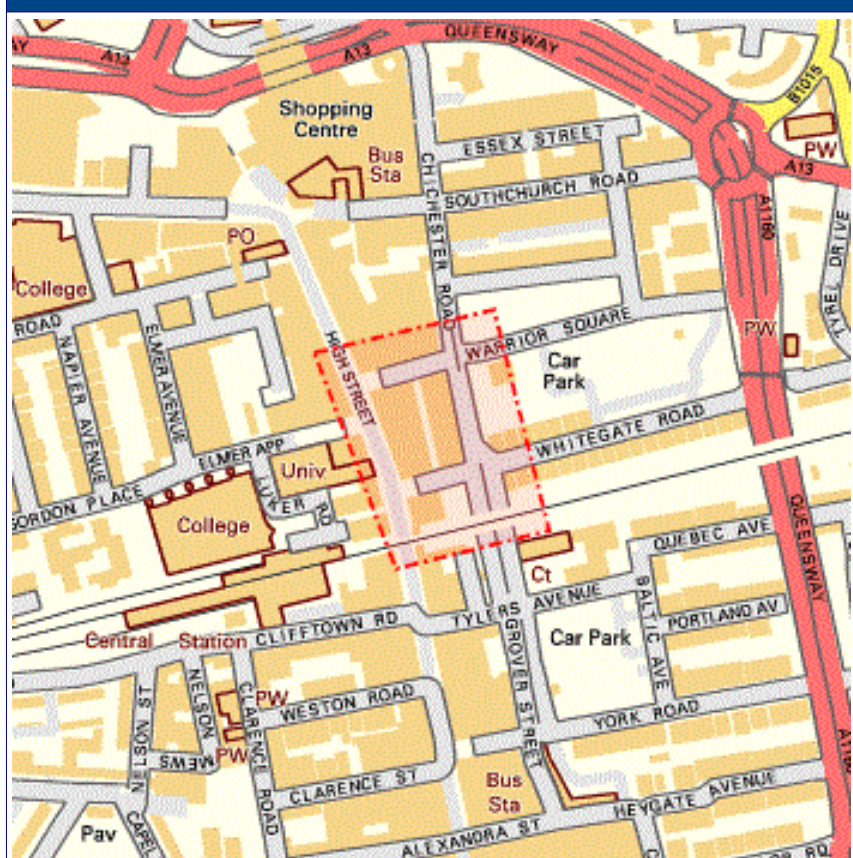 QUEENSWAY
AY
A13
A13
B1015
Shopping
Centre
ESSEX STREET
PW
Bus
Sta
CHICHESTER ROAD
A13
SOUTHCHURCH ROAD
A1160
PO
TYREL DRIVE
College
ROAD
ELMER AVENUE
NAPIER AVENUE
HIGH STREET
WARRIOR SQUARE
PW
Car
Park
WHITEGATE ROAD
ELMER APP
Univ
GORDON PLACE
LUKER RD
College
QUEENSWAY
QUEBEC AVE
Ct
TYLERS AVENUE
BALTIC AVE
PORTLAND AV
Central Station
CLIFFTOWN RD
Car Park
GROVER STREET
NELSON ST
NELSON MEWS
CLARENCE ROAD
PW
WESTON ROAD
YORK ROAD
PW
A1160
CLARENCE ST
Bus
Sta
HEYGATE AVENUE
Pav
CAPEL
ALEXANDRA ST
RD